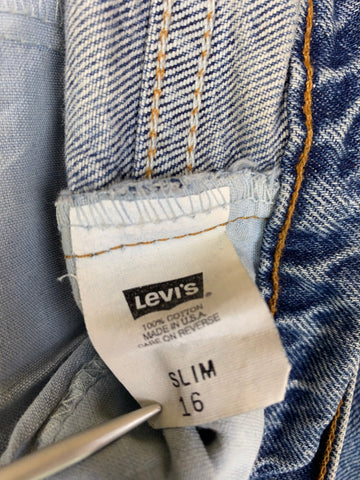 Levi's®
100% COTTON
MADE IN U.S.A.
CARE ON REVERSE
SLIM
16